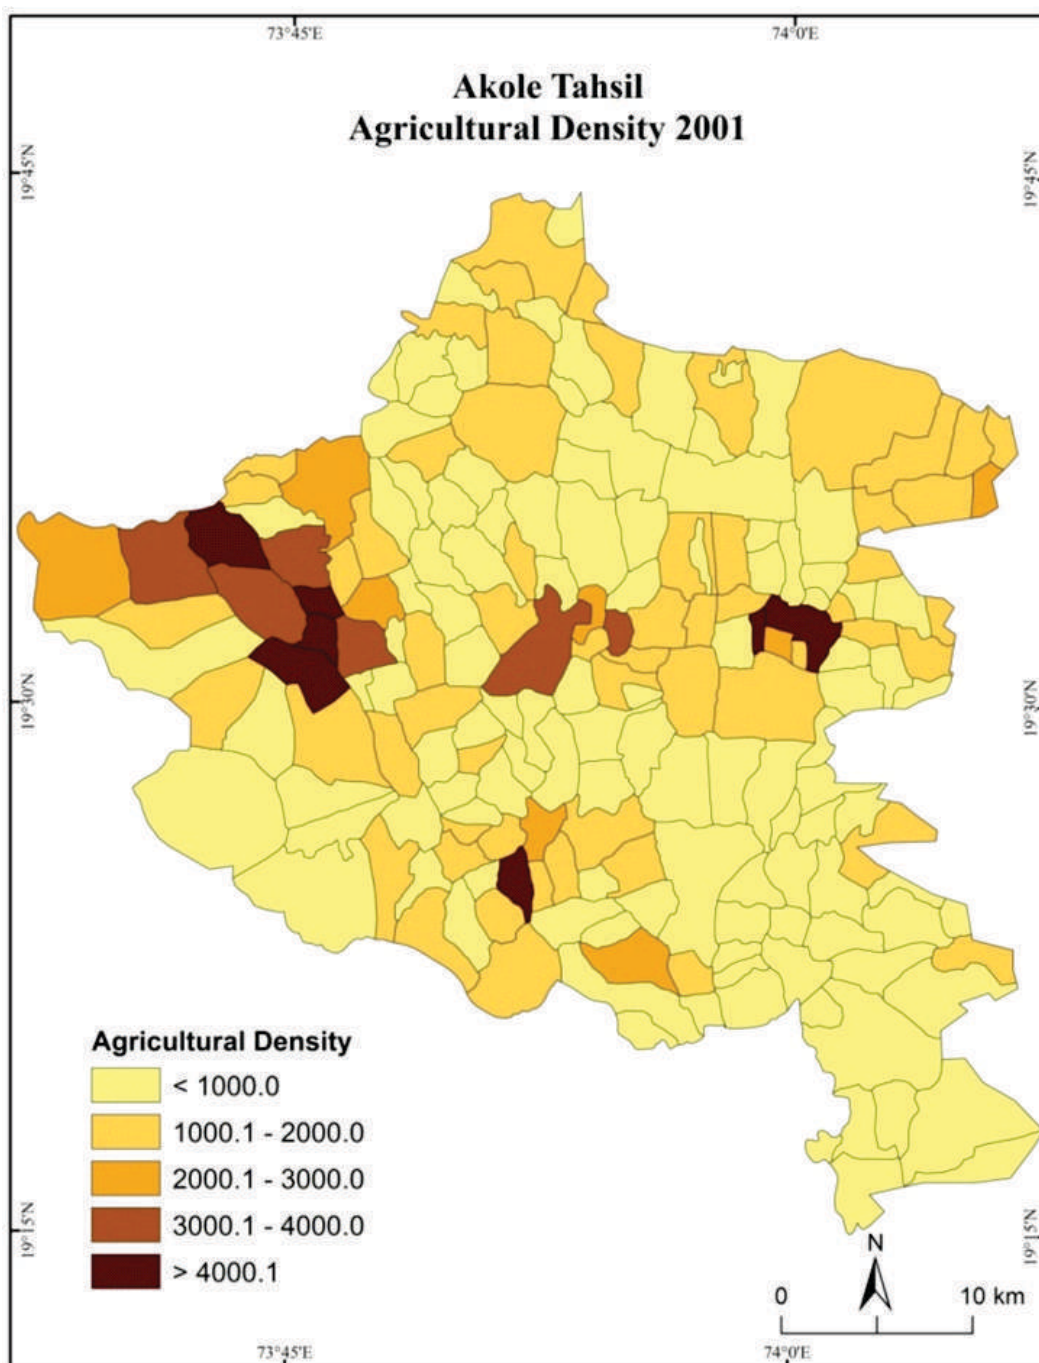 73°45'E 74°0'E
Akole Tahsil
Agricultural Density 2001
19°45'N 19°45'N
19°30'N 19°30'N
Agricultural Density
< 1000.0
1000.1 - 2000.0
2000.1 - 3000.0
3000.1 - 4000.0
> 4000.1
19°15'N 19°15'N
N
0 10 km
73°45'E 74°0'E